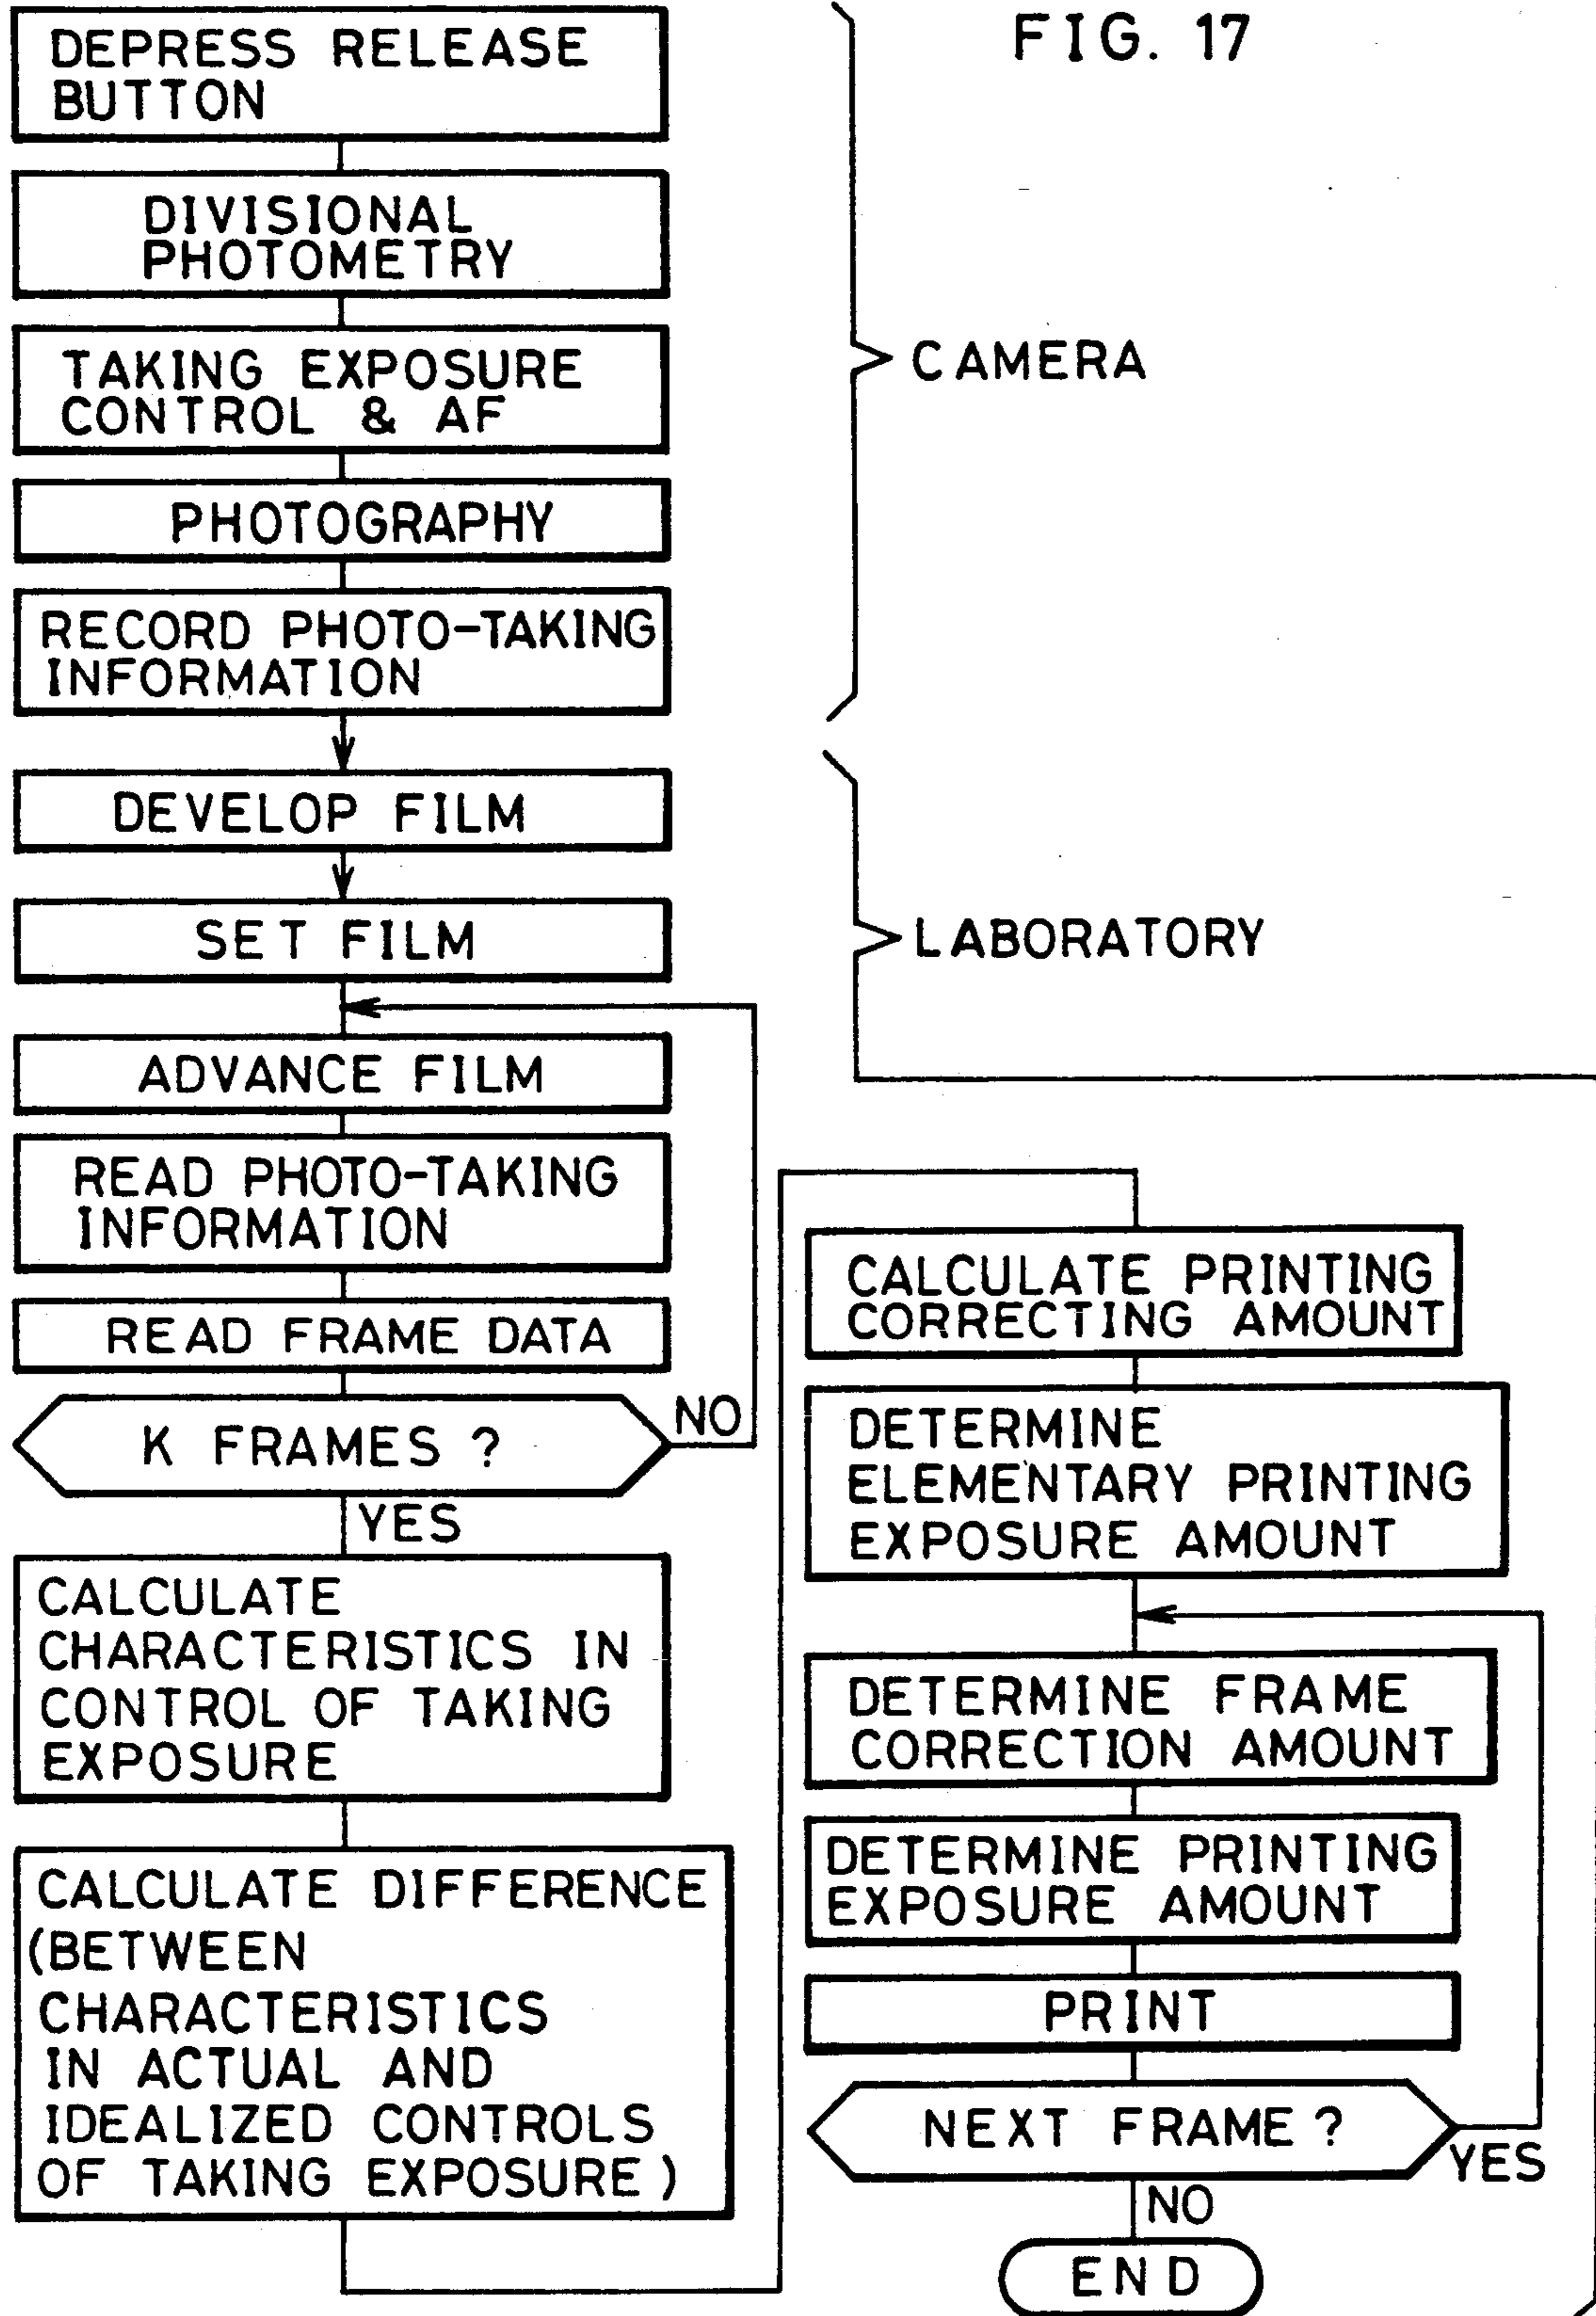 FIG. 17
DEPRESS RELEASE
BUTTON
DIVISIONAL
PHOTOMETRY
TAKING EXPOSURE
CONTROL & AF
PHOTOGRAPHY
RECORD PHOTO-TAKING
INFORMATION
CAMERA
DEVELOP FILM
SET FILM
LABORATORY
ADVANCE FILM
READ PHOTO-TAKING
INFORMATION
READ FRAME DATA
K FRAMES ?
NO
YES
CALCULATE
CHARACTERISTICS IN
CONTROL OF TAKING
EXPOSURE
CALCULATE DIFFERENCE
(BETWEEN
CHARACTERISTICS
IN ACTUAL AND
IDEALIZED CONTROLS
OF TAKING EXPOSURE)
CALCULATE PRINTING
CORRECTING AMOUNT
DETERMINE
ELEMENTARY PRINTING
EXPOSURE AMOUNT
DETERMINE FRAME
CORRECTION AMOUNT
DETERMINE PRINTING
EXPOSURE AMOUNT
PRINT
NEXT FRAME ?
YES
NO
END